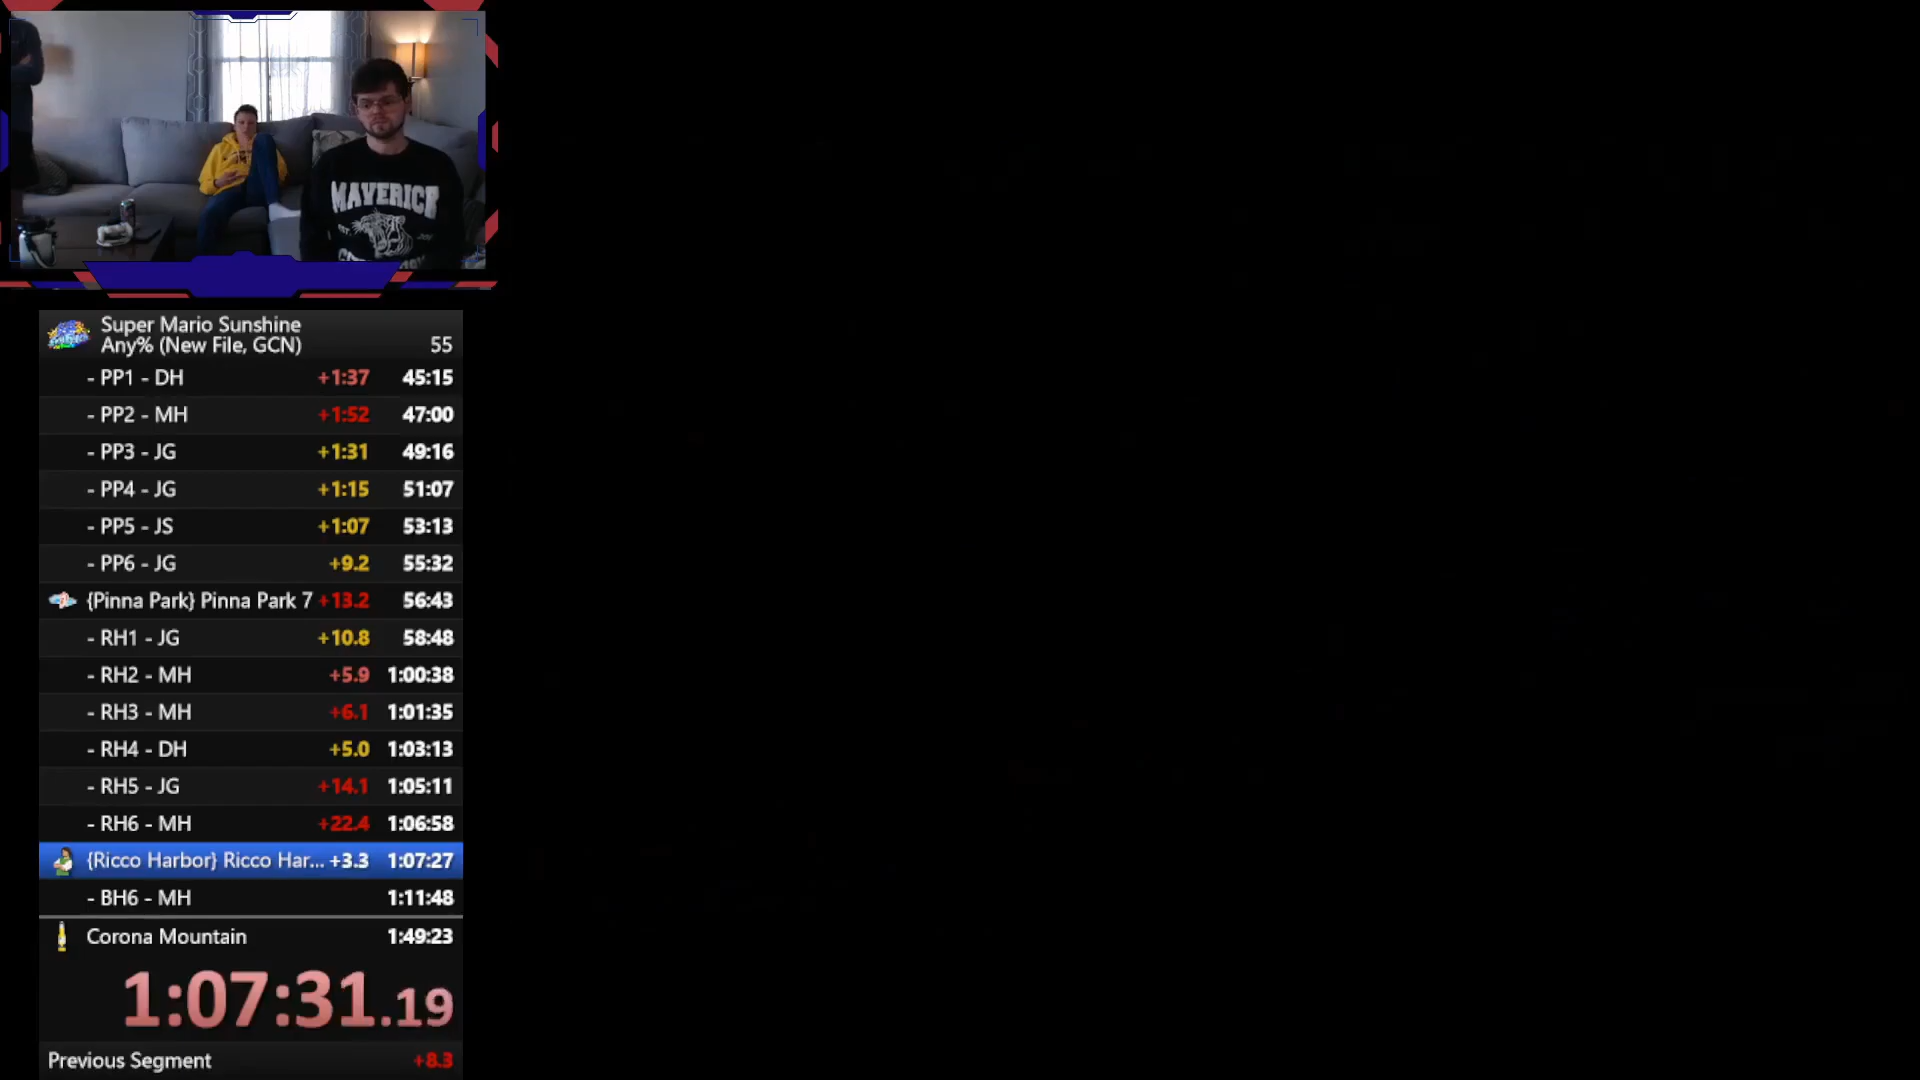 MAVERICK
Super Mario Sunshine
Any% (New File, GCN) 55
- PP1 - DH +1:37 45:15
- PP2 - MH +1:52 47:00
- PP3 - JG +1:31 49:16
- PP4 - JG +1:15 51:07
- PP5 - JS +1:07 53:13
- PP6 - JG +9.2 55:32
{Pinna Park} Pinna Park 7 +13.2 56:43
- RH1 - JG +10.8 58:48
- RH2 - MH +5.9 1:00:38
- RH3 - MH +6.1 1:01:35
- RH4 - DH +5.0 1:03:13
- RH5 - JG +14.1 1:05:11
- RH6 - MH +22.4 1:06:58
{Ricco Harbor} Ricco Har... +3.3 1:07:27
- BH6 - MH 1:11:48
Corona Mountain 1:49:23
1:07:31.19
Previous Segment +8.3